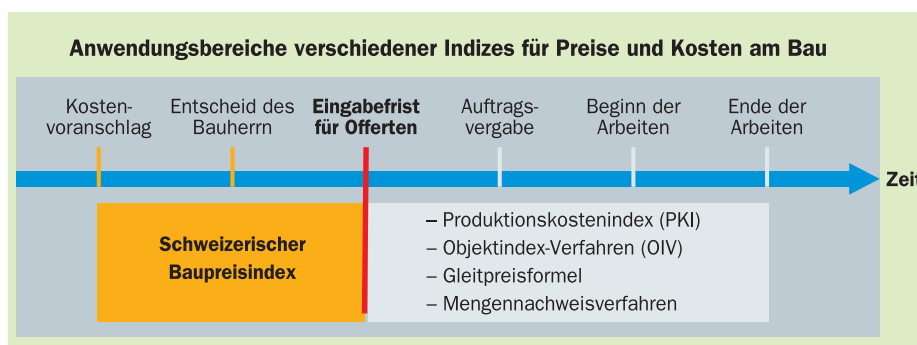 Anwendungsbereiche verschiedener Indizes für Preise und Kosten am Bau
Kosten-
voranschlag
Entscheid des
Bauherrn
Eingabefrist
für Offerten
Auftrags-
vergabe
Beginn der
Arbeiten
Ende der
Arbeiten
Zeit
Schweizerischer
Baupreisindex
– Produktionskostenindex (PKI)
– Objektindex-Verfahren (OIV)
– Gleitpreisformel
– Mengennachweisverfahren